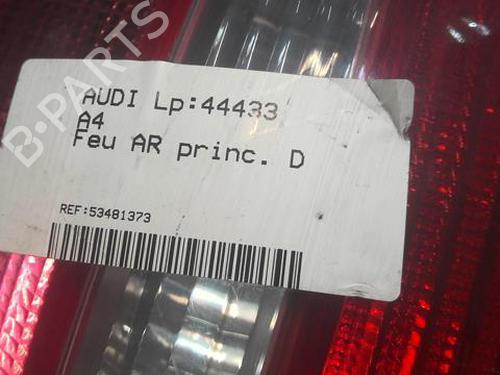 B-PARTS
AUDI Lp:44433
A4
Feu AR princ. D
REF:53481373